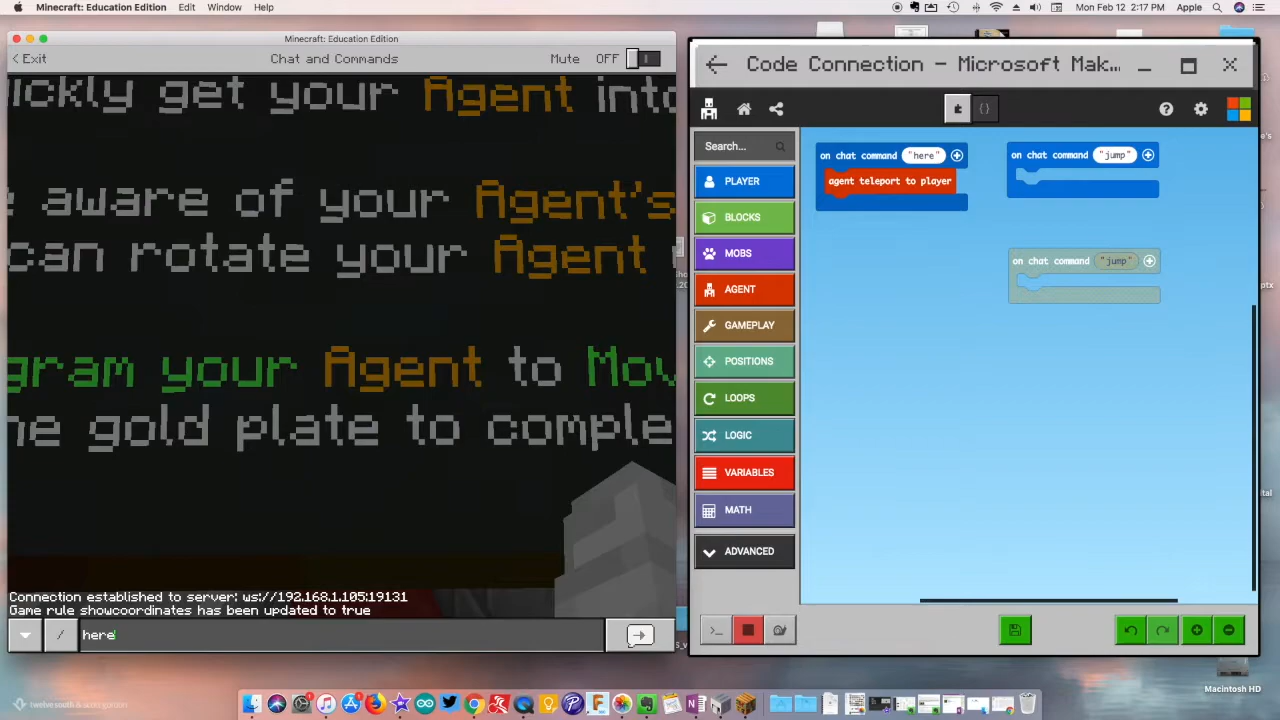 Minecraft: Education Edition Edit Window Help
Mon Feb 12 2:17 PM Apple
Minecraft: Education Edition
Exit Chat and Commands Mute OFF
quickly get your Agent into
aware of your Agent's
can rotate your Agent
gram your Agent to Mov
he gold plate to comple
Connection established to server: ws://192.168.1.105:19131
Game rule showcoordinates has been updated to true
/ here
Code Connection - Microsoft Mak...
{ }
Search...
PLAYER
BLOCKS
MOBS
AGENT
GAMEPLAY
POSITIONS
LOOPS
LOGIC
VARIABLES
MATH
ADVANCED
on chat command "here"
agent teleport to player
on chat command "jump"
on chat command "jump"
Macintosh HD
twelve south &